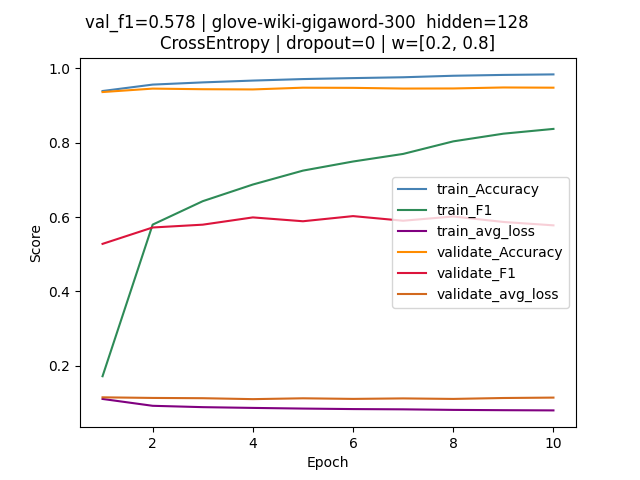 val_f1=0.578 | glove-wiki-gigaword-300  hidden=128
CrossEntropy | dropout=0 | w=[0.2, 0.8]
1.0
0.8
0.6
0.4
0.2
Score
train_Accuracy
train_F1
train_avg_loss
validate_Accuracy
validate_F1
validate_avg_loss
2 4 6 8 10
Epoch